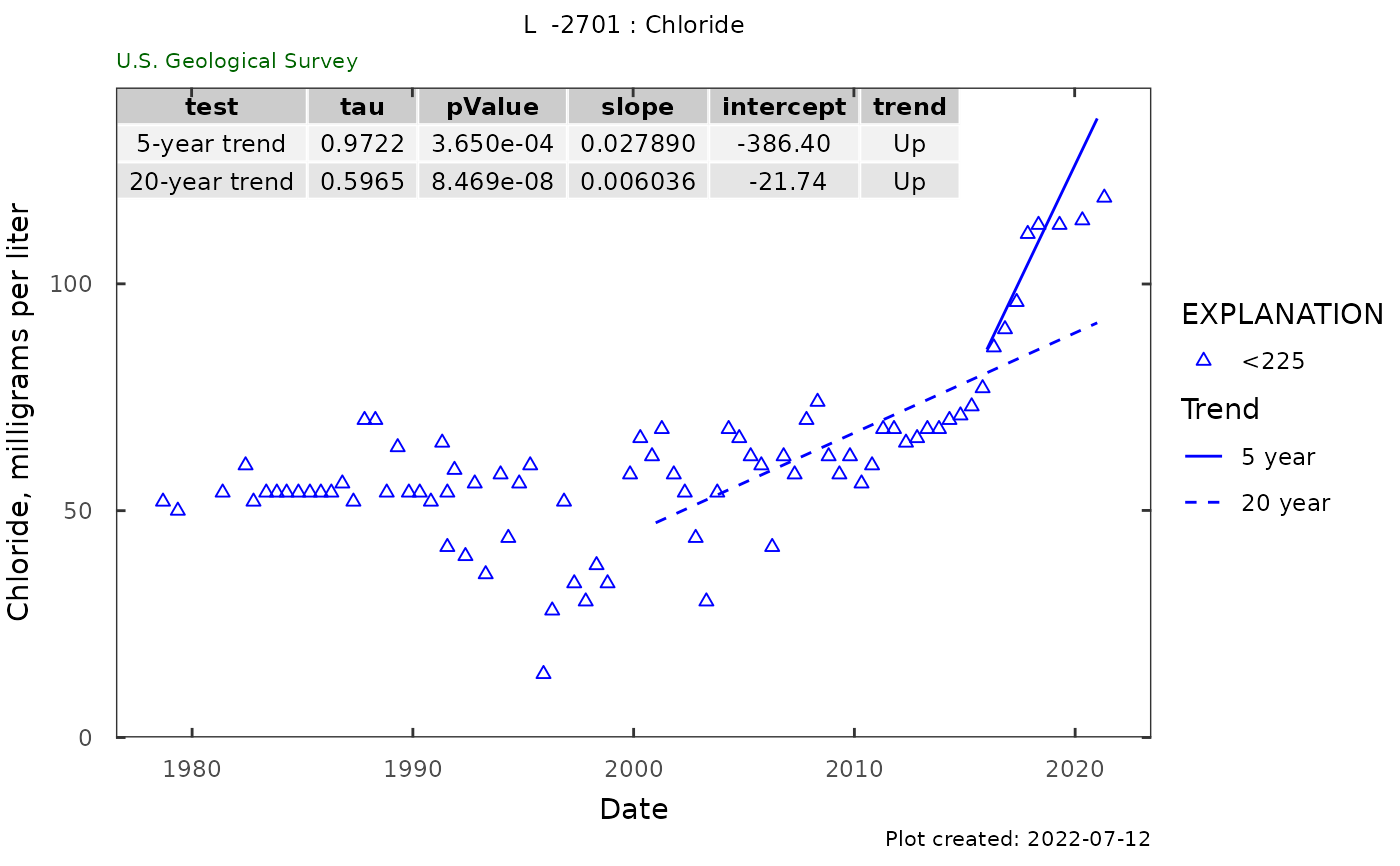 L  -2701 : Chloride
U.S. Geological Survey
test tau pValue slope intercept trend
5-year trend 0.9722 3.650e-04 0.027890 -386.40 Up
20-year trend 0.5965 8.469e-08 0.006036 -21.74 Up
Chloride, milligrams per liter
100
50
0
1980 1990 2000 2010 2020
Date
EXPLANATION
<225
Trend
5 year
20 year
Plot created: 2022-07-12